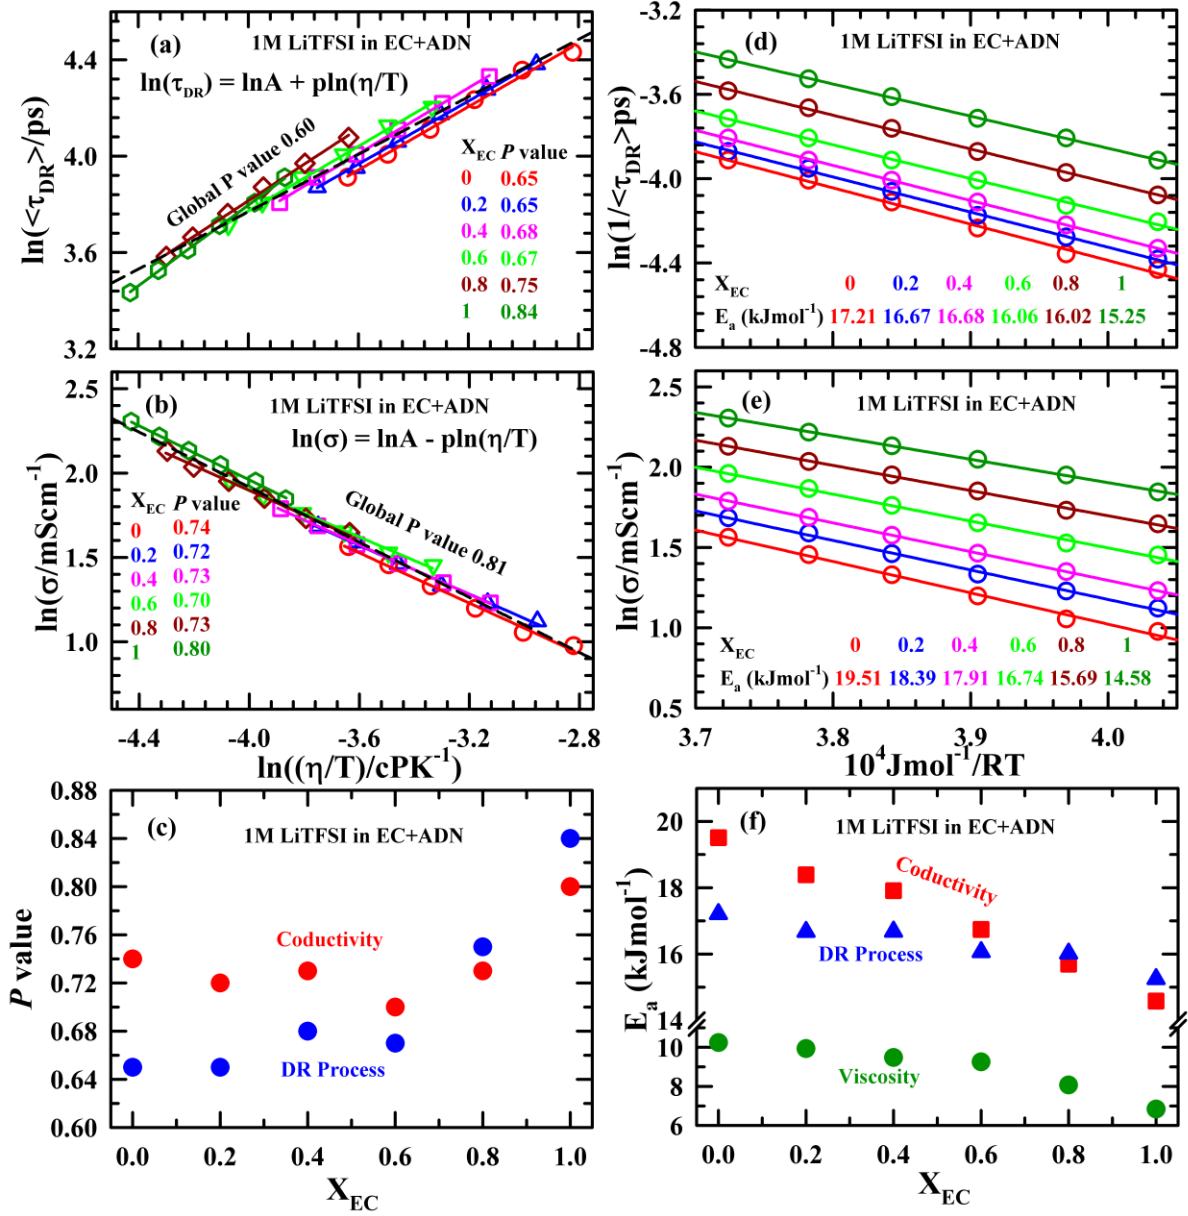 (a) 1M LiTFSI in EC+ADN
ln(τDR) = lnA + pln(η/T)
Global P value 0.60
XEC P value
0 0.65
0.2 0.65
0.4 0.68
0.6 0.67
0.8 0.75
1 0.84
ln(<τDR>/ps)
4.4
4.0
3.6
3.2
(d) 1M LiTFSI in EC+ADN
XEC 0 0.2 0.4 0.6 0.8 1
Ea (kJmol-1) 17.21 16.67 16.68 16.06 16.02 15.25
ln(1/<τDR>ps)
-3.2
-3.6
-4.0
-4.4
-4.8
(b) 1M LiTFSI in EC+ADN
ln(σ) = lnA - pln(η/T)
Global P value 0.81
XEC P value
0 0.74
0.2 0.72
0.4 0.73
0.6 0.70
0.8 0.73
1 0.80
ln(σ/mScm-1)
2.5
2.0
1.5
1.0
-4.4 -4.0 -3.6 -3.2 -2.8
ln((η/T)/cPK-1)
(e) 1M LiTFSI in EC+ADN
XEC 0 0.2 0.4 0.6 0.8 1
Ea (kJmol-1) 19.51 18.39 17.91 16.74 15.69 14.58
ln(σ/mScm-1)
2.5
2.0
1.5
1.0
0.5
3.7 3.8 3.9 4.0
10^4Jmol-1/RT
(c) 1M LiTFSI in EC+ADN
Coductivity
DR Process
P value
0.88
0.84
0.80
0.76
0.72
0.68
0.64
0.60
0.0 0.2 0.4 0.6 0.8 1.0
XEC
(f) 1M LiTFSI in EC+ADN
Coductivity
DR Process
Viscosity
Ea (kJmol-1)
20
18
16
14
10
8
6
0.0 0.2 0.4 0.6 0.8 1.0
XEC